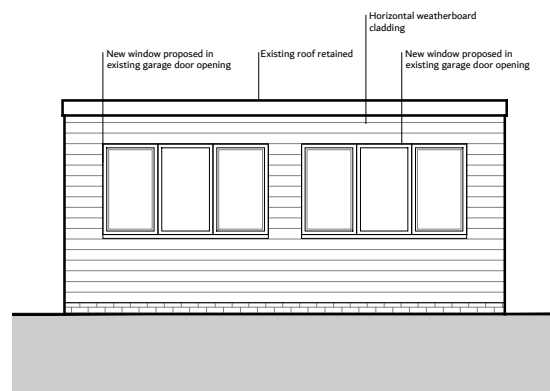 Horizontal weatherboard
cladding
New window proposed in
existing garage door opening
Existing roof retained
New window proposed in
existing garage door opening